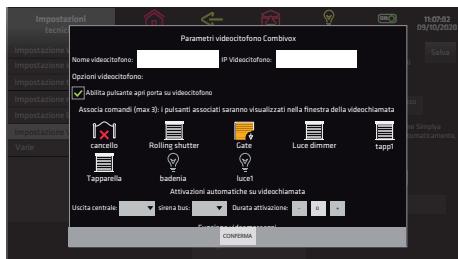 Impostazioni
tecnici
11:07:02
09/10/2020
Parametri videocitofono Combivox
Nome videocitofono:
IP Videocitofono:
Salva
Opzioni videocitofono:
Abilita pulsante apri porta su videocitofono
Associa comandi (max 3): i pulsanti associati saranno visualizzati nella finestra della videochiamata
cancello
Rolling shutter
Gate
Luce dimmer
tapp1
Tapparella
badenia
luce1
Varie
Attivazioni automatiche su videochiamata
Uscita centrale:
sirena bus:
Durata attivazione:
-
0
+
CONFERMA